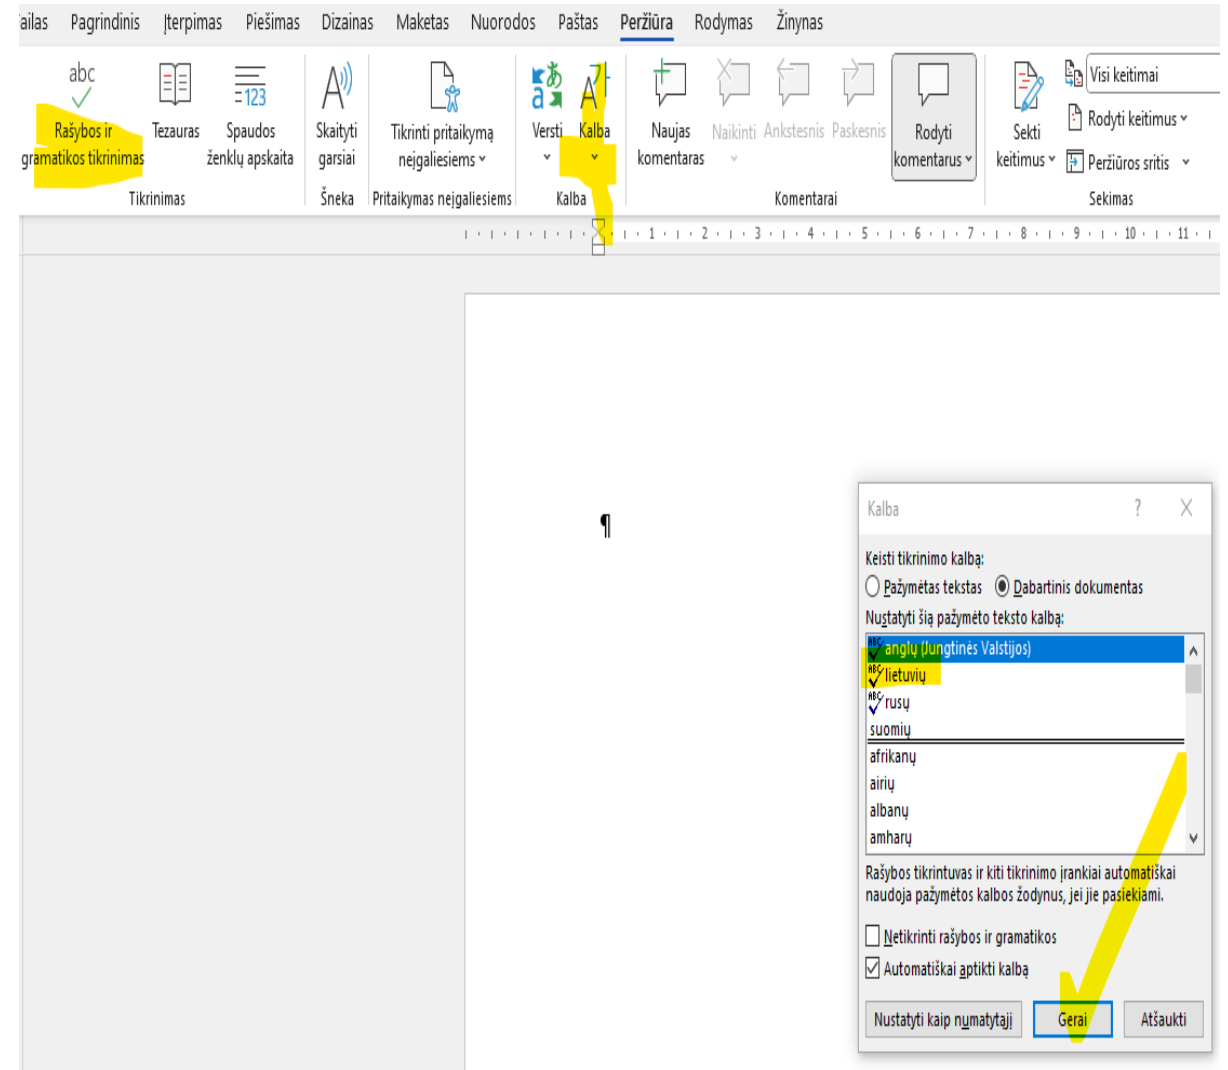 ailas Pagrindinis Įterpimas Piešimas Dizainas Maketas Nuorodos Paštas Peržiūra Rodymas Žinynas
abc
123
Rašybos ir
gramatikos tikrinimas
Tezauras
Spaudos
ženklų apskaita
Tikrinimas
Skaityti
garsiai
Šneka
Tikrinti pritaikymą
neįgaliesiems
Pritaikymas neįgaliesiems
Versti
Kalba
Kalba
Naujas
komentaras
Naikinti
Ankstesnis
Paskesnis
Rodyti
komentarus
Komentarai
Sekti
keitimus
Visi keitimai
Rodyti keitimus
Peržiūros sritis
Sekimas
1 2 3 4 5 6 7 8 9 10 11
¶
Kalba ?
Keisti tikrinimo kalbą:
Pažymėtas tekstas Dabartinis dokumentas
Nustatyti šią pažymėto teksto kalbą:
ABC anglų (Jungtinės Valstijos)
ABC lietuvių
ABC rusų
suomių
afrikanų
airių
albanų
amharų
Rašybos tikrintuvas ir kiti tikrinimo įrankiai automatiškai
naudoja pažymėtos kalbos žodynus, jei jie pasiekiami.
Netikrinti rašybos ir gramatikos
Automatiškai aptikti kalbą
Nustatyti kaip numatytąjį Gerai Atšaukti